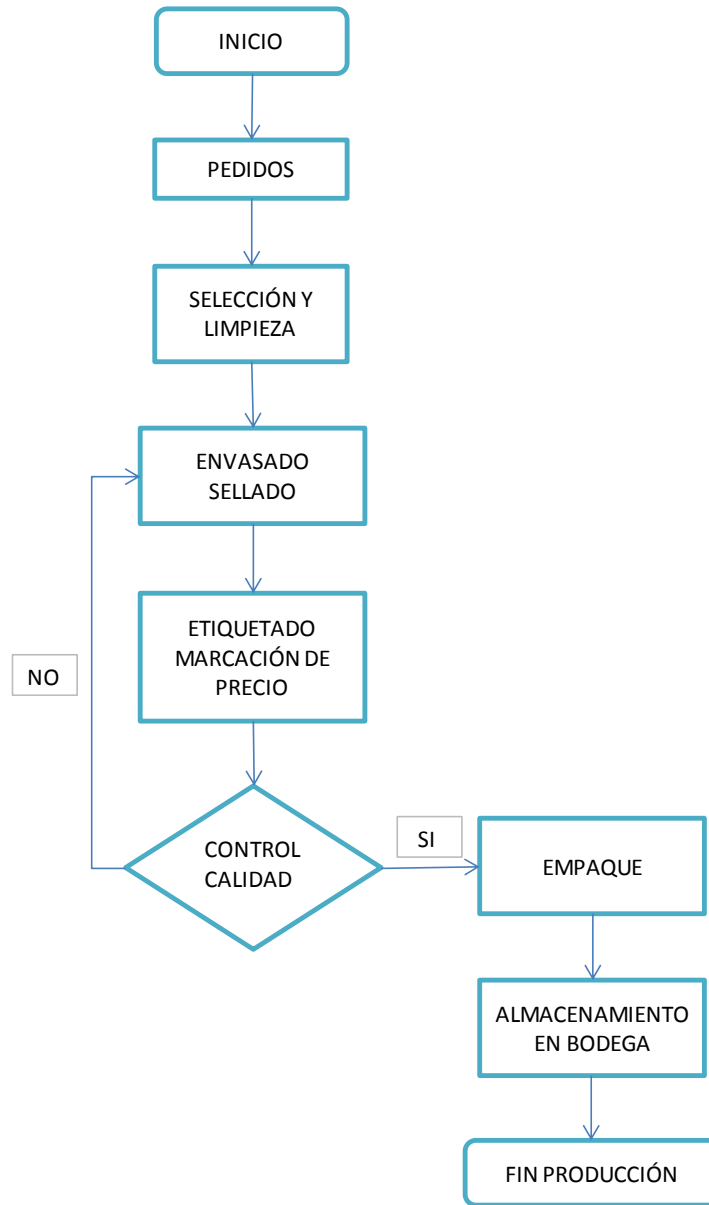 INICIO
PEDIDOS
SELECCIÓN Y
LIMPIEZA
ENVASADO
SELLADO
ETIQUETADO
MARCACIÓN DE
PRECIO
NO
CONTROL
CALIDAD
SI
EMPAQUE
ALMACENAMIENTO
EN BODEGA
FIN PRODUCCIÓN